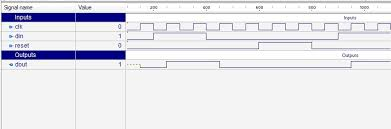 Signal name Value 200 400 600 800 1000
Inputs Inputs
clk 0
din 1
reset 0
Outputs Outputs
dout 1